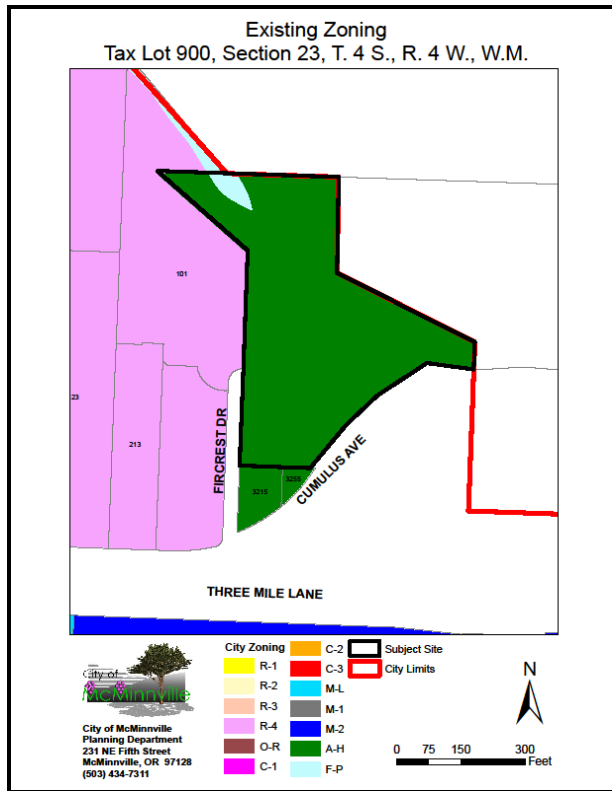 Existing Zoning
Tax Lot 900, Section 23, T. 4 S., R. 4 W., W.M.
101
23
213
FIRCREST DR
3215
3255
CUMULUS AVE
THREE MILE LANE
City of
McMinnville
City of McMinnville
Planning Department
231 NE Fifth Street
McMinnville, OR 97128
(503) 434-7311
City Zoning
R-1
R-2
R-3
R-4
O-R
C-1
C-2
C-3
M-L
M-1
M-2
A-H
F-P
Subject Site
City Limits
N
0 75 150 300
Feet